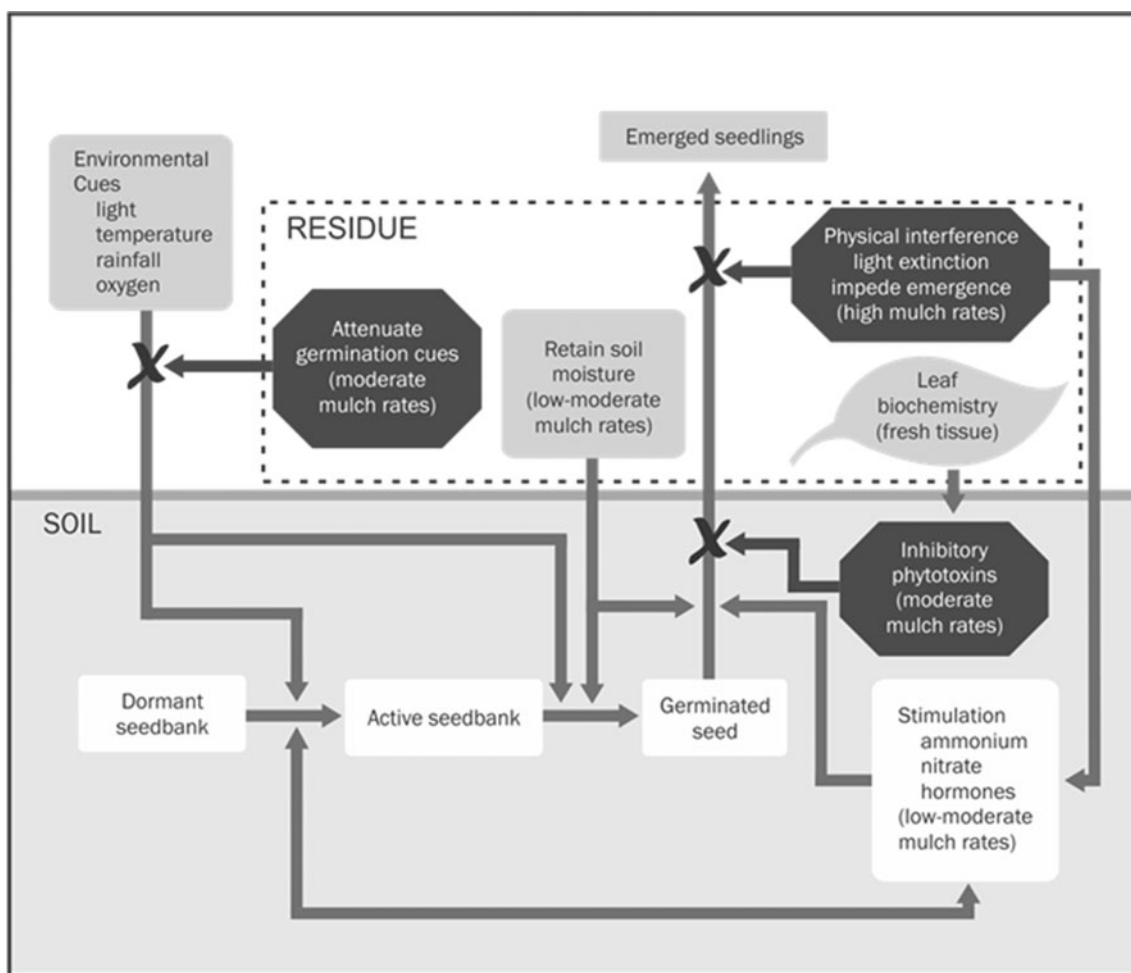 Emerged seedlings
Environmental
Cues
light
temperature
rainfall
oxygen
RESIDUE
Physical interference
light extinction
impede emergence
(high mulch rates)
Attenuate
germination cues
(moderate
mulch rates)
Retain soil
moisture
(low-moderate
mulch rates)
Leaf
biochemistry
(fresh tissue)
SOIL
Inhibitory
phytotoxins
(moderate
mulch rates)
Dormant
seedbank
Active seedbank
Germinated
seed
Stimulation
ammonium
nitrate
hormones
(low-moderate
mulch rates)